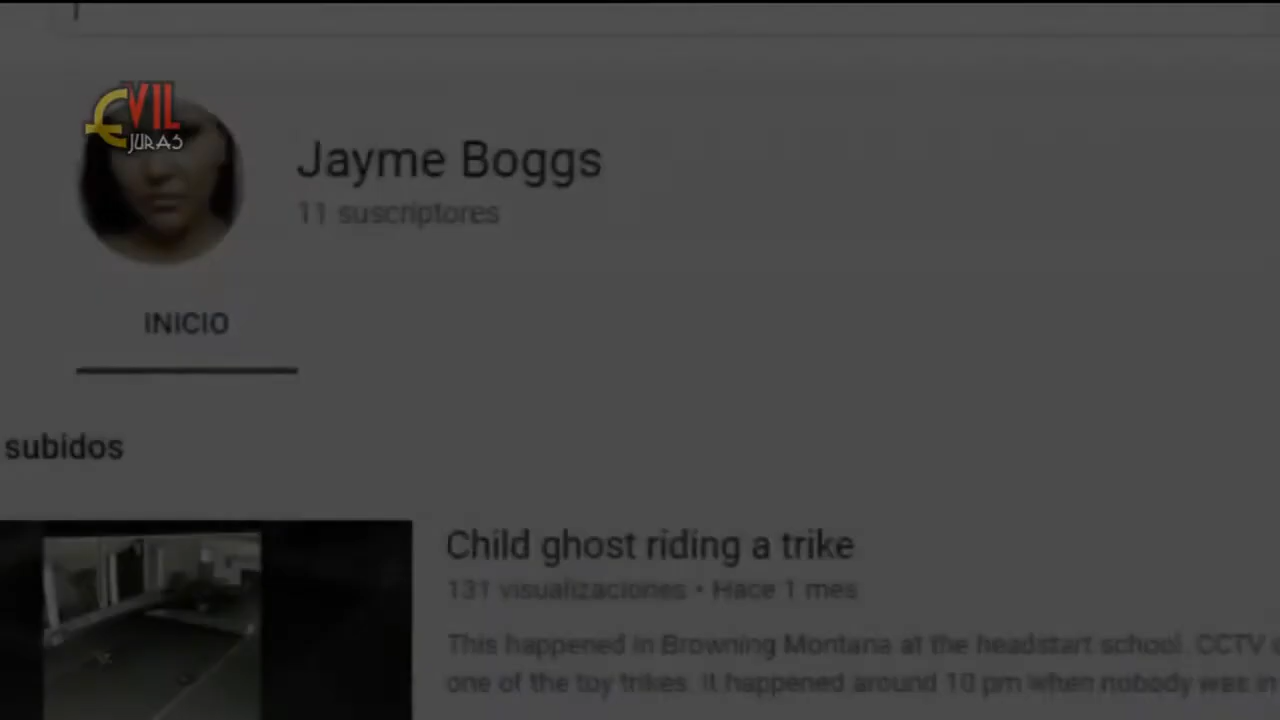 €VIL
JURAS
Jayme Boggs
11 suscriptores
INICIO
subidos
Child ghost riding a trike
131 visualizaciones • Hace 1 mes
This happened in Browning Montana at the headstart school. CCTV
one of the toy trikes. It happened around 10 pm when nobody was in